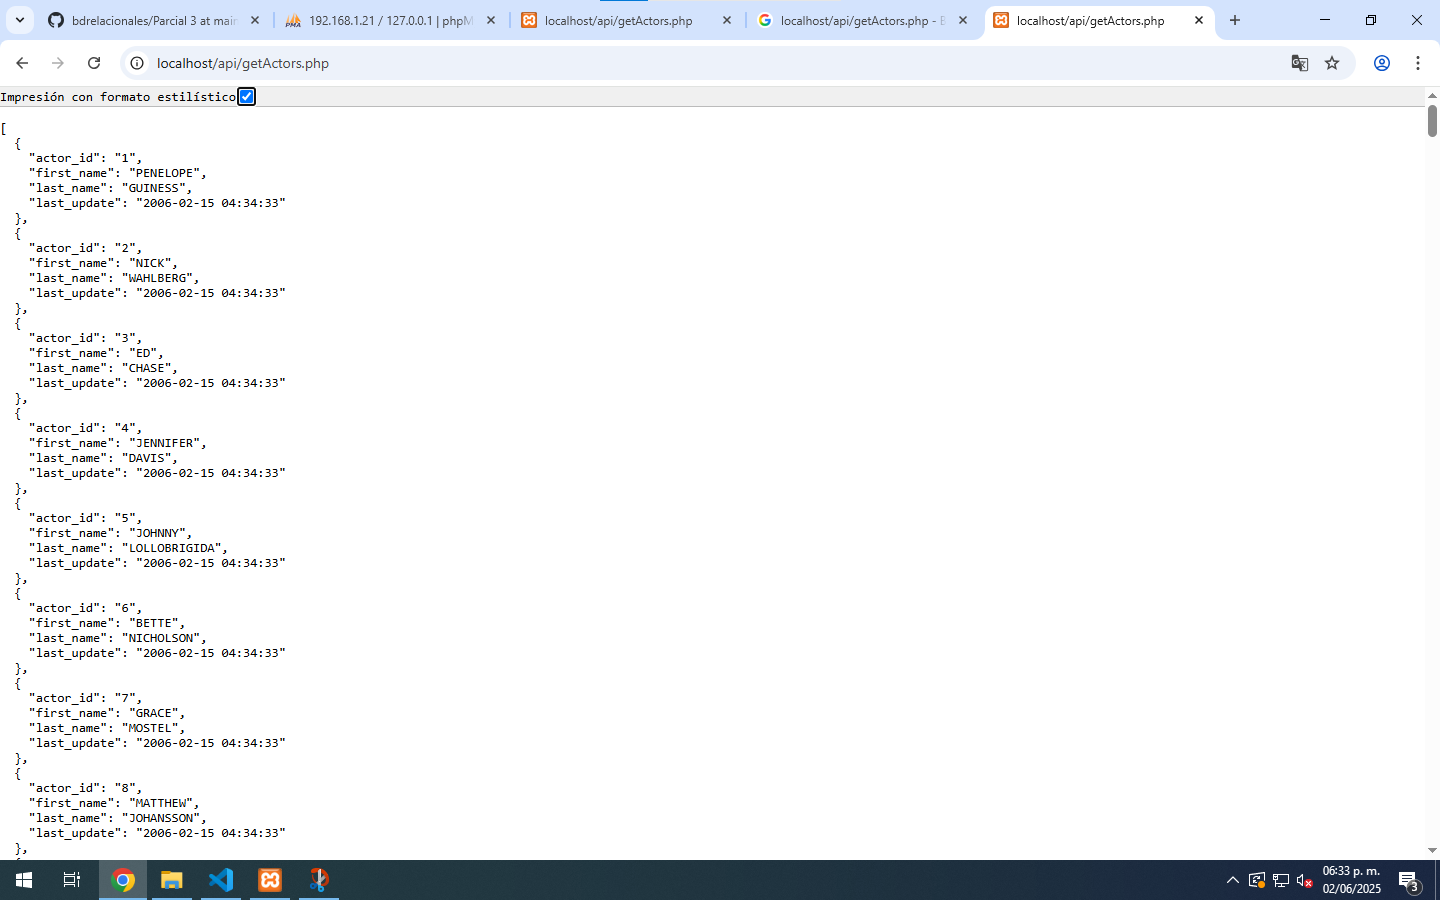 bdrelacionales/Parcial 3 at main
192.168.1.21 / 127.0.0.1 | phpM
localhost/api/getActors.php
localhost/api/getActors.php - B
localhost/api/getActors.php
localhost/api/getActors.php
Impresión con formato estilístico
[
{
"actor_id": "1",
"first_name": "PENELOPE",
"last_name": "GUINESS",
"last_update": "2006-02-15 04:34:33"
},
{
"actor_id": "2",
"first_name": "NICK",
"last_name": "WAHLBERG",
"last_update": "2006-02-15 04:34:33"
},
{
"actor_id": "3",
"first_name": "ED",
"last_name": "CHASE",
"last_update": "2006-02-15 04:34:33"
},
{
"actor_id": "4",
"first_name": "JENNIFER",
"last_name": "DAVIS",
"last_update": "2006-02-15 04:34:33"
},
{
"actor_id": "5",
"first_name": "JOHNNY",
"last_name": "LOLLOBRIGIDA",
"last_update": "2006-02-15 04:34:33"
},
{
"actor_id": "6",
"first_name": "BETTE",
"last_name": "NICHOLSON",
"last_update": "2006-02-15 04:34:33"
},
{
"actor_id": "7",
"first_name": "GRACE",
"last_name": "MOSTEL",
"last_update": "2006-02-15 04:34:33"
},
{
"actor_id": "8",
"first_name": "MATTHEW",
"last_name": "JOHANSSON",
"last_update": "2006-02-15 04:34:33"
},
06:33 p. m.
02/06/2025
3